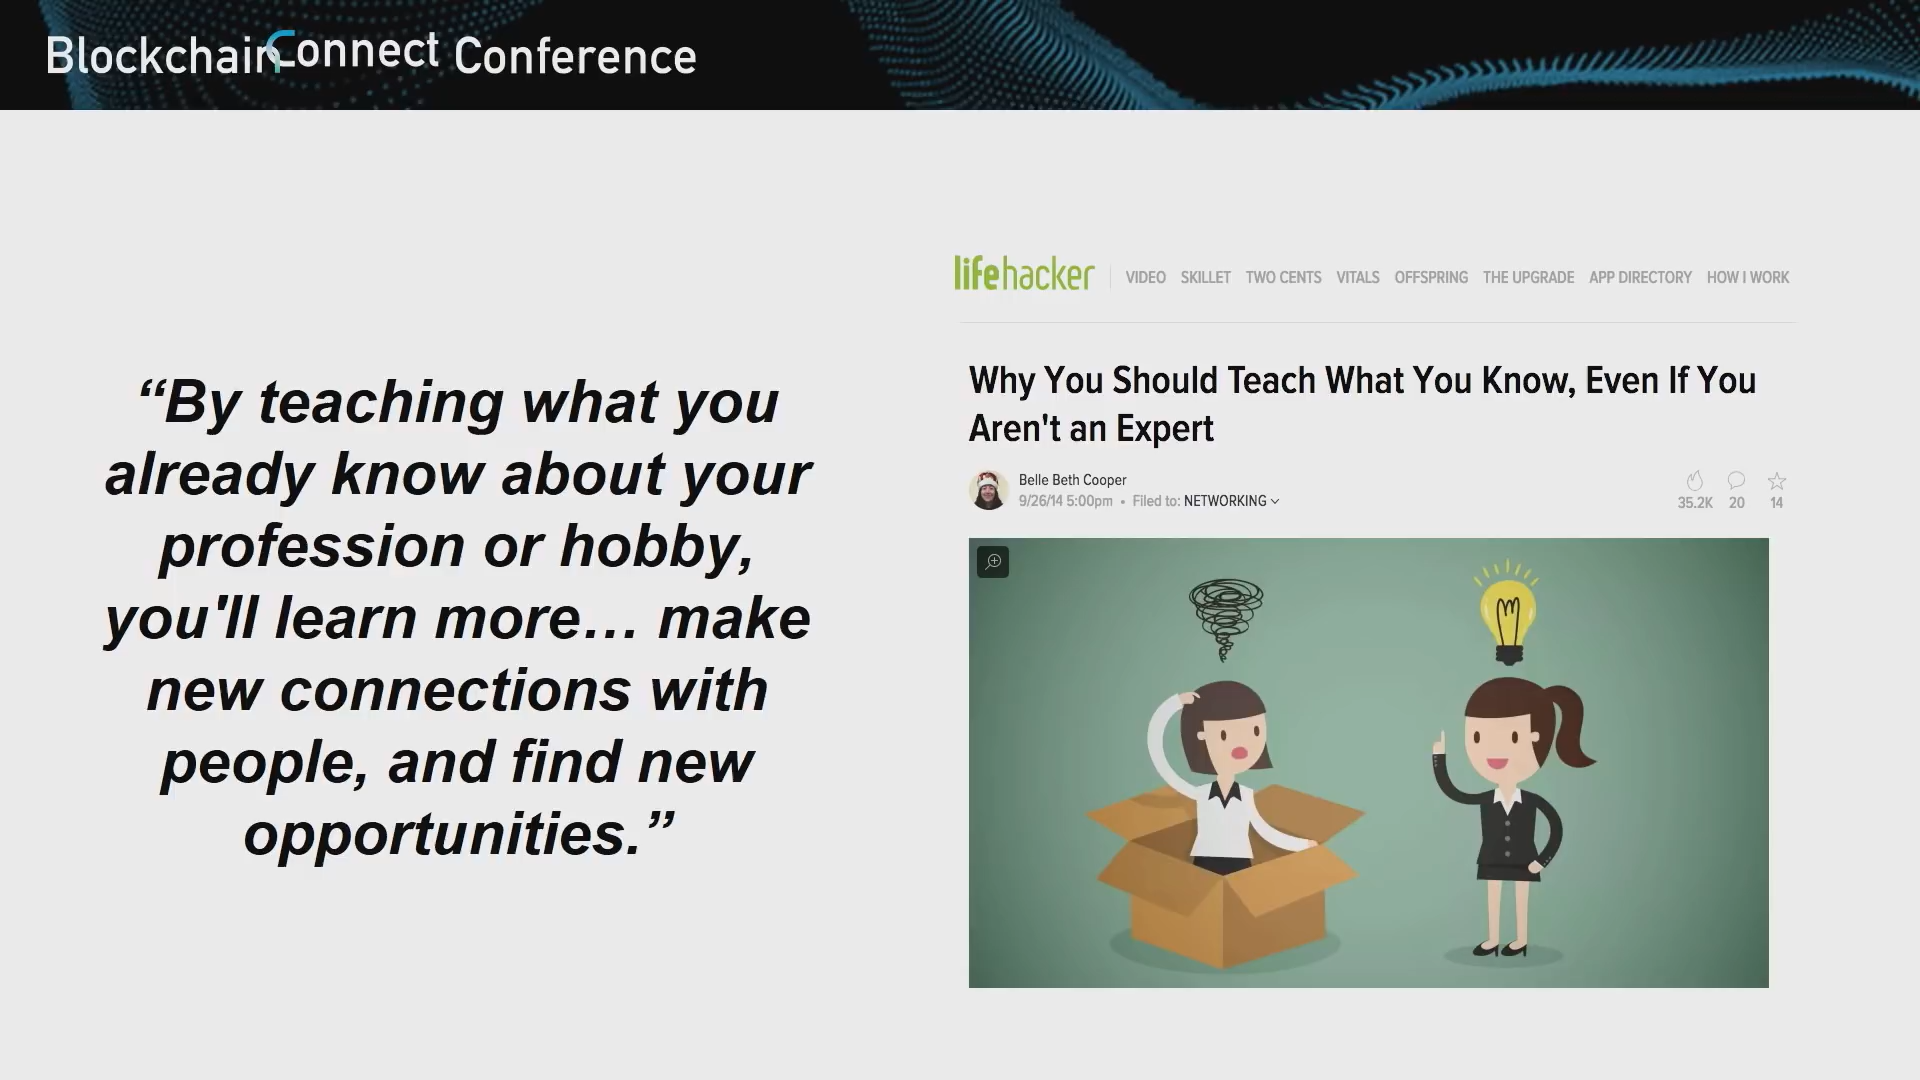 BlockchainConnect Conference
“By teaching what you
already know about your
profession or hobby,
you'll learn more… make
new connections with
people, and find new
opportunities.”
lifehacker VIDEO SKILLET TWO CENTS VITALS OFFSPRING THE UPGRADE APP DIRECTORY HOW I WORK
Why You Should Teach What You Know, Even If You
Aren't an Expert
Belle Beth Cooper
9/26/14 5:00pm • Filed to: NETWORKING
35.2K 20 14